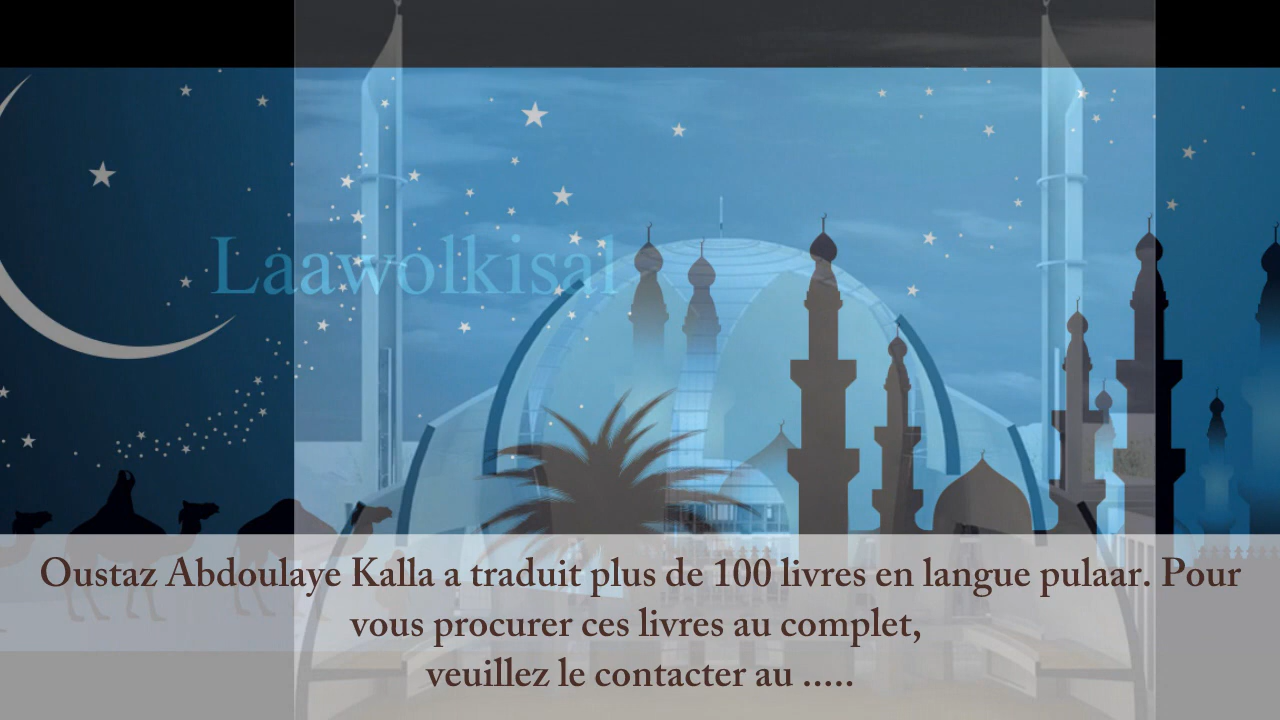 Laawolkisal
Oustaz Abdoulaye Kalla a traduit plus de 100 livres en langue pulaar. Pour
vous procurer ces livres au complet,
veuillez le contacter au .....